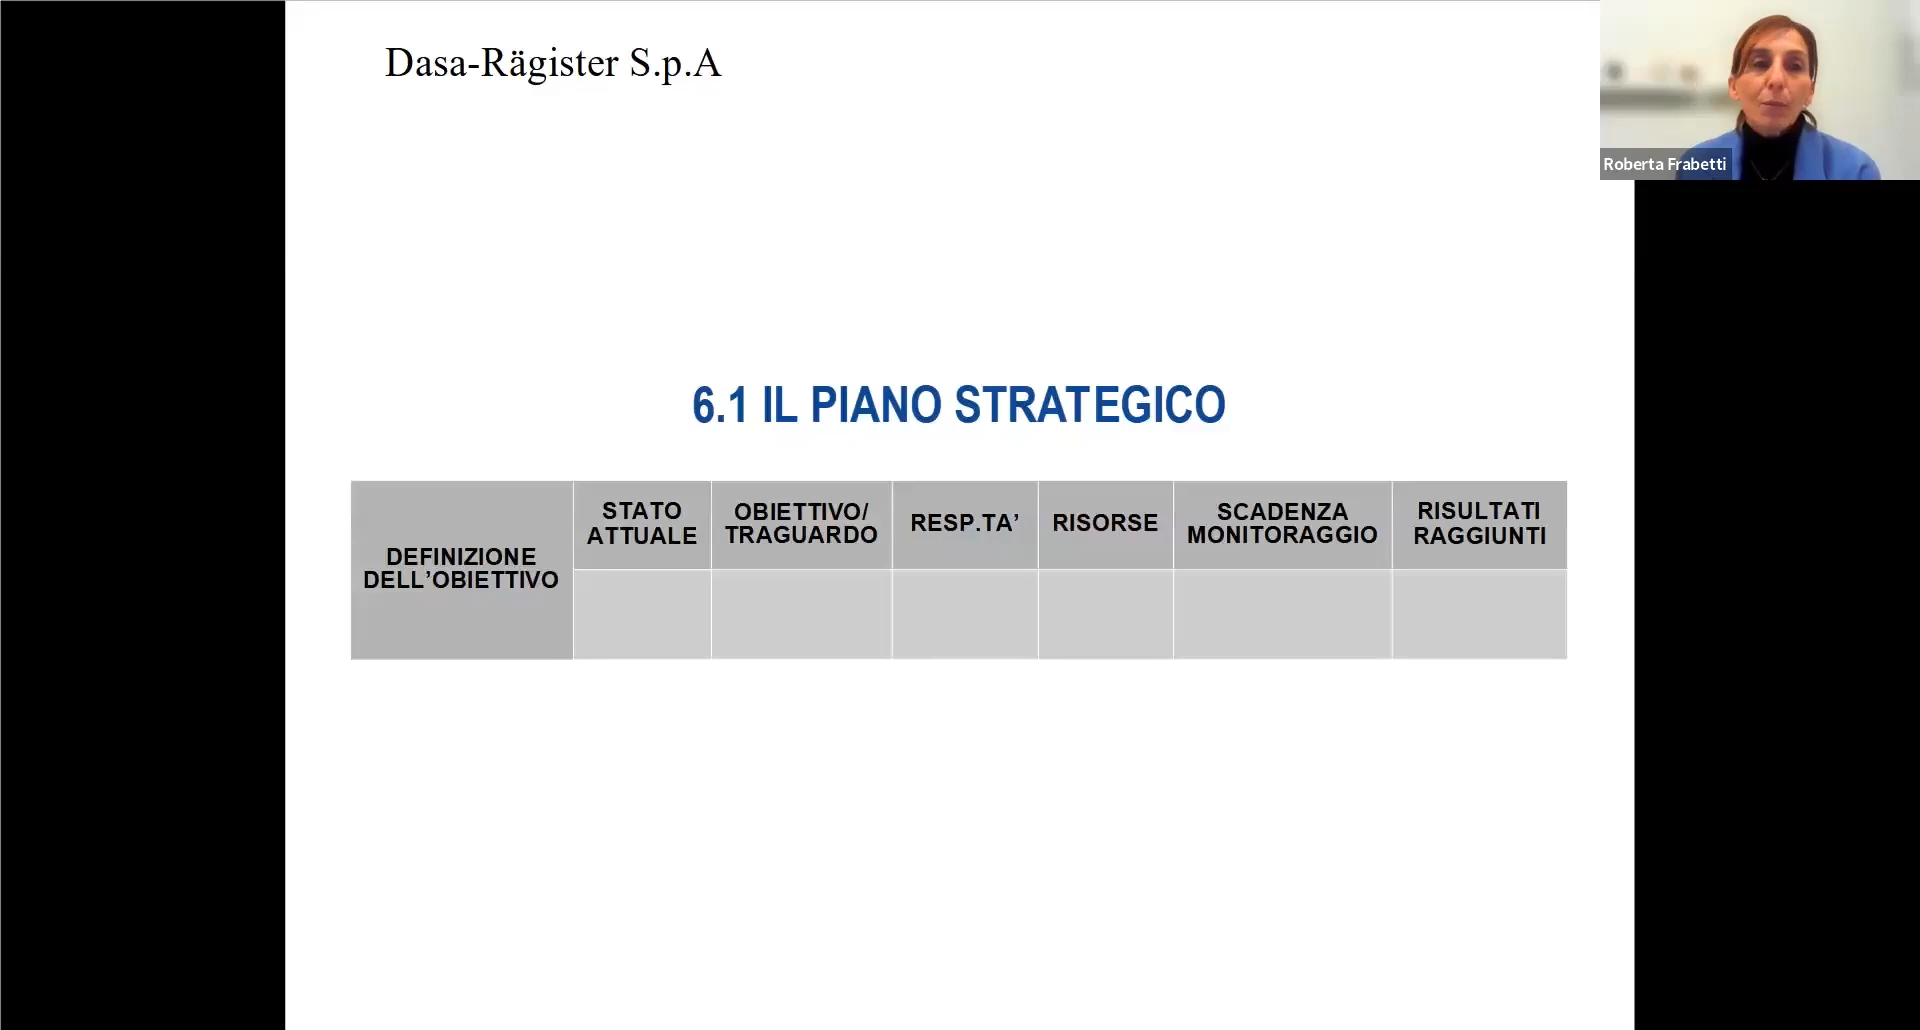 Dasa-Rägister S.p.A
Roberta Frabetti
6.1 IL PIANO STRATEGICO
DEFINIZIONE
DELL’OBIETTIVO
STATO
ATTUALE
OBIETTIVO/
TRAGUARDO
RESP.TA’
RISORSE
SCADENZA
MONITORAGGIO
RISULTATI
RAGGIUNTI